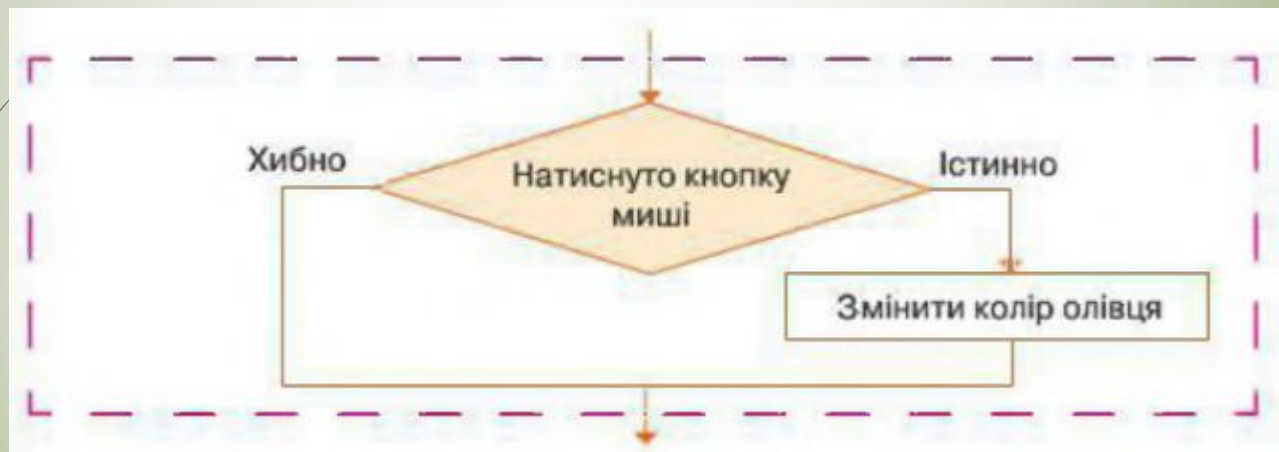 Хибно
Натиснуто кнопку
миші
Істинно
Змінити колір олівця